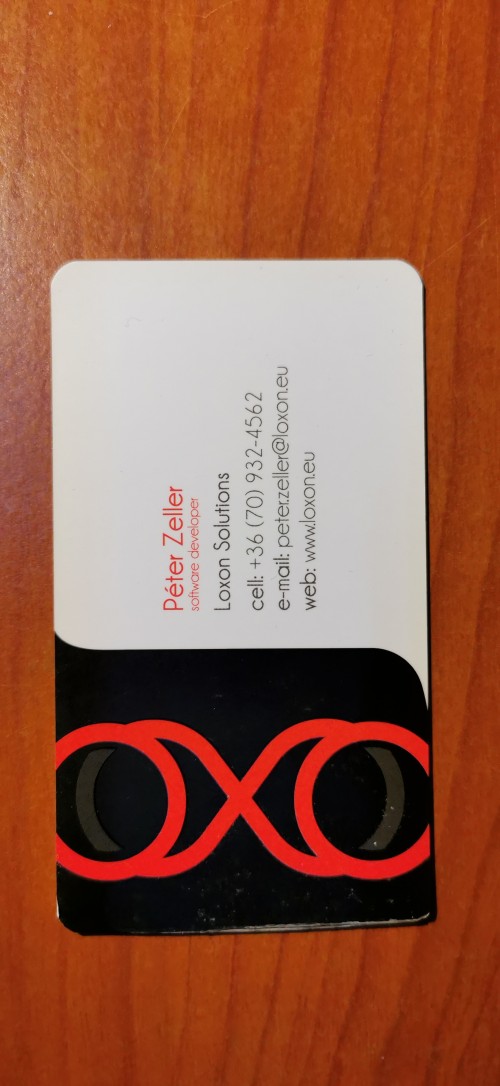 Péter Zeller
software developer
Loxon Solutions
cell: +36 (70) 932-4562
e-mail: peter.zeller@loxon.eu
web: www.loxon.eu